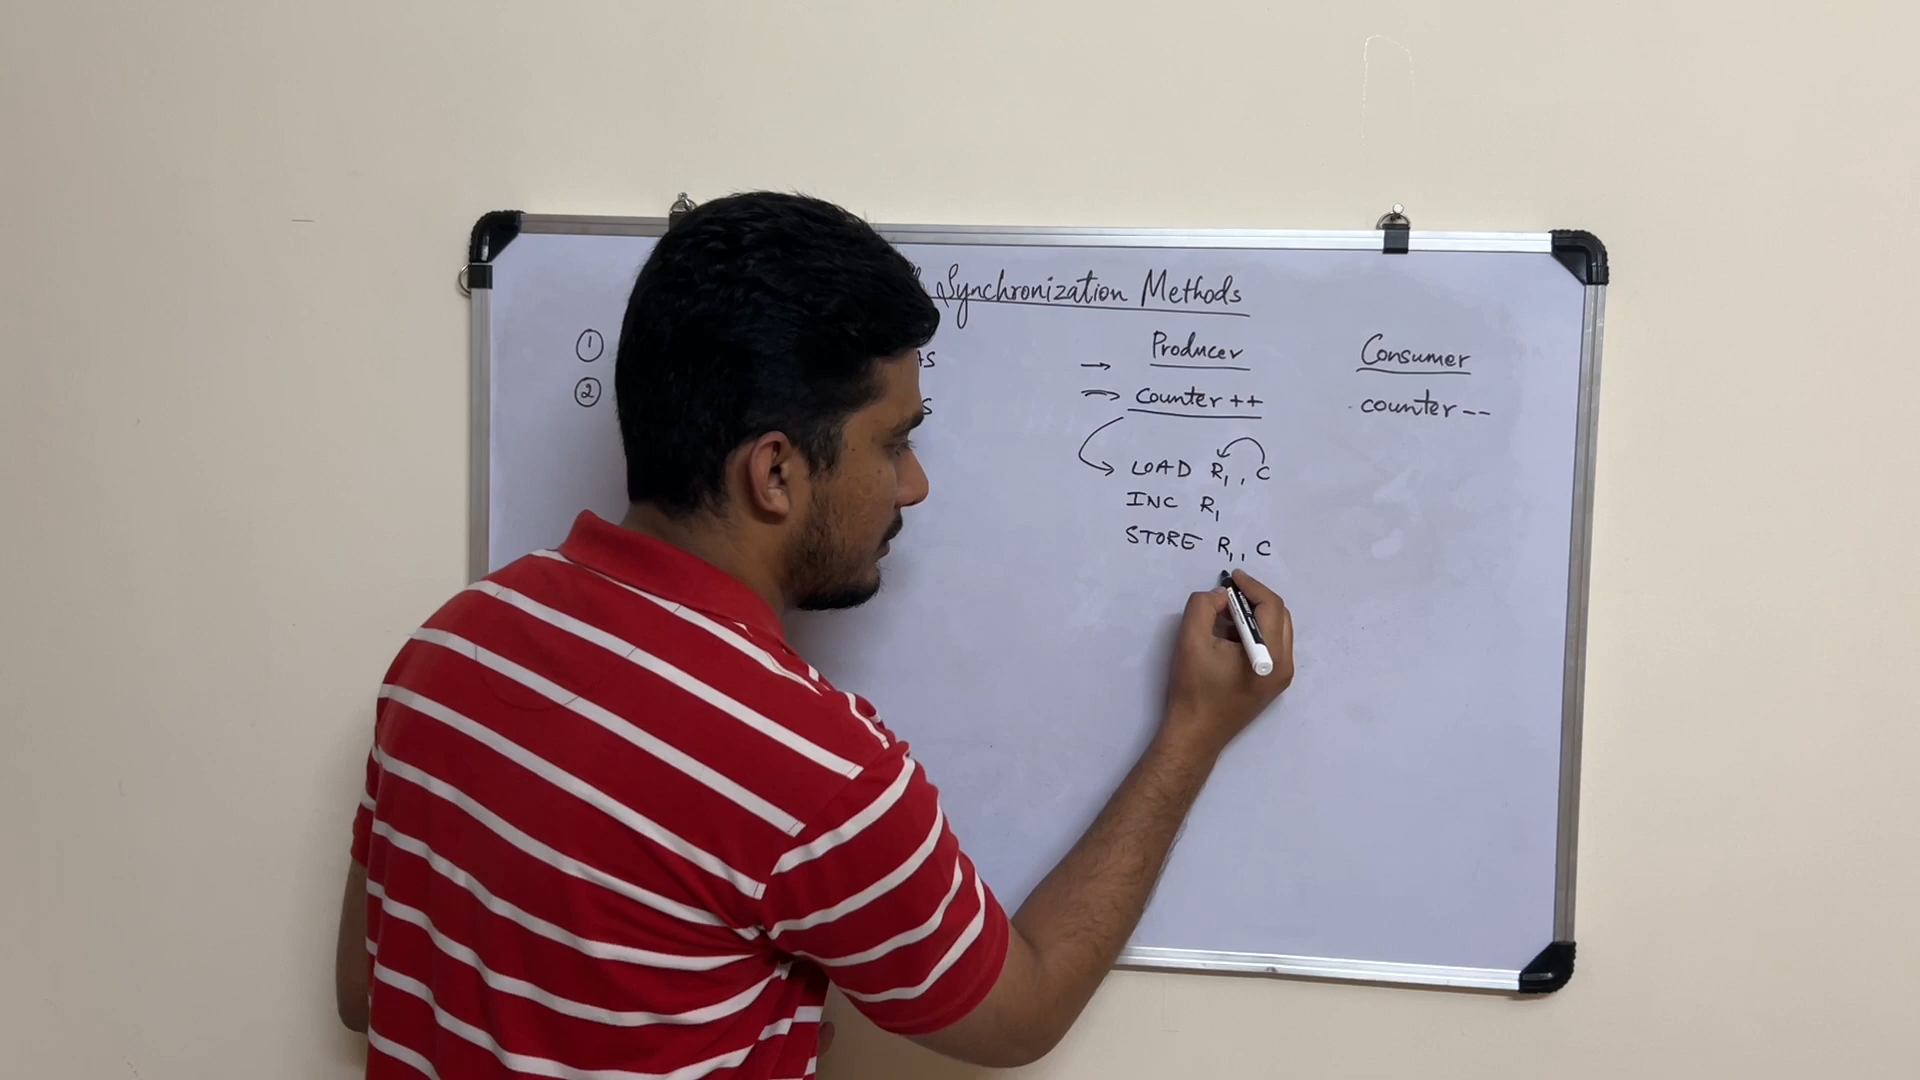 Synchronization Methods
①
②
Producer
→ counter++
LOAD R₁, C
INC R₁
STORE R₁, C
Consumer
counter--